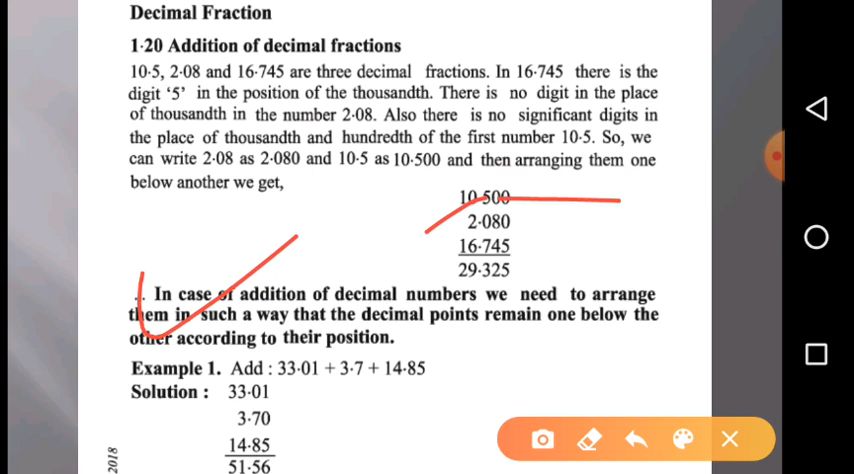 Decimal Fraction
1·20 Addition of decimal fractions
10·5, 2·08 and 16·745 are three decimal fractions. In 16·745 there is the
digit ‘5’ in the position of the thousandth. There is no digit in the place
of thousandth in the number 2·08. Also there is no significant digits in
the place of thousandth and hundredth of the first number 10·5. So, we
can write 2·08 as 2·080 and 10·5 as 10·500 and then arranging them one
below another we get,
10·500
2·080
16·745
29·325
In case of addition of decimal numbers we need to arrange
them in such a way that the decimal points remain one below the
other according to their position.
Example 1. Add : 33·01 + 3·7 + 14·85
Solution : 33·01
3·70
14·85
51·56
2018